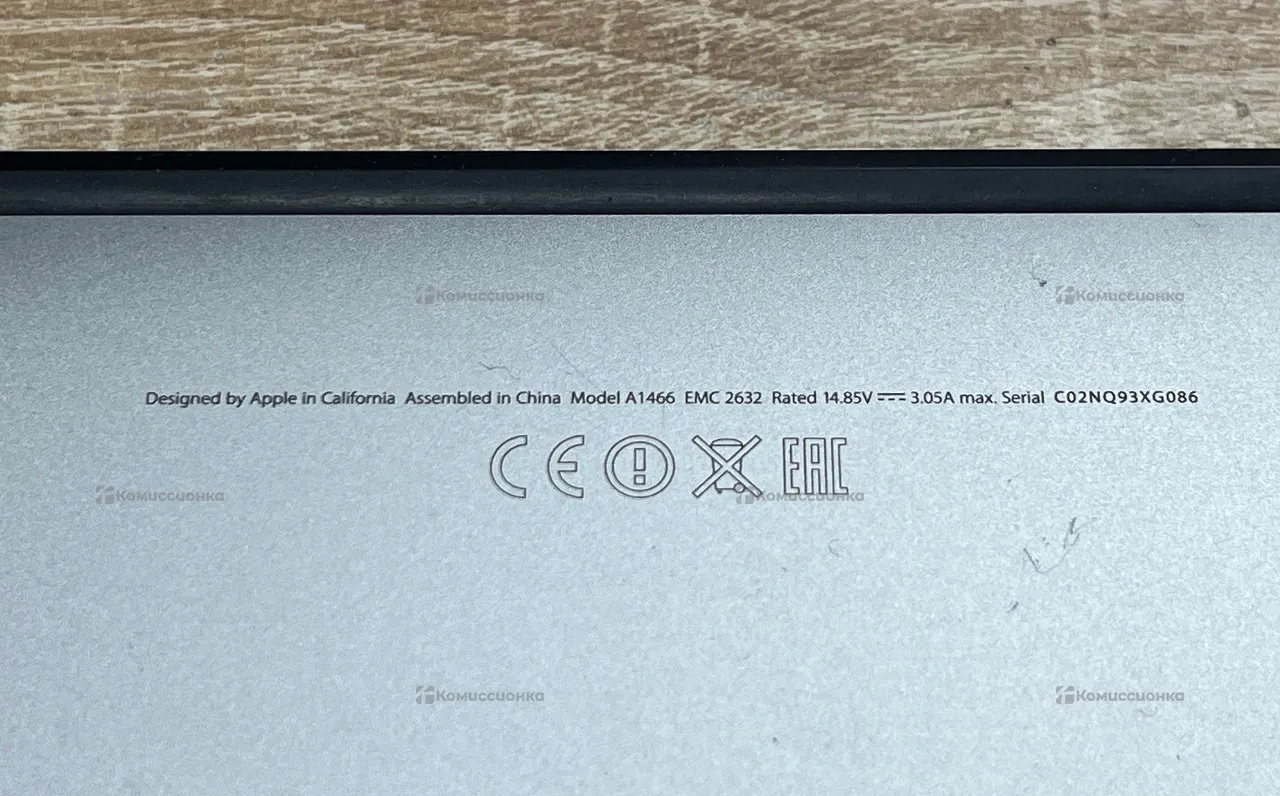 Комиссионка Комиссионка
Designed by Apple in California Assembled in China Model A1466 EMC 2632 Rated 14.85V ⎓ 3.05A max. Serial C02NQ93XG086
CE EAC
Комиссионка Комиссионка
Комиссионка Комиссионка